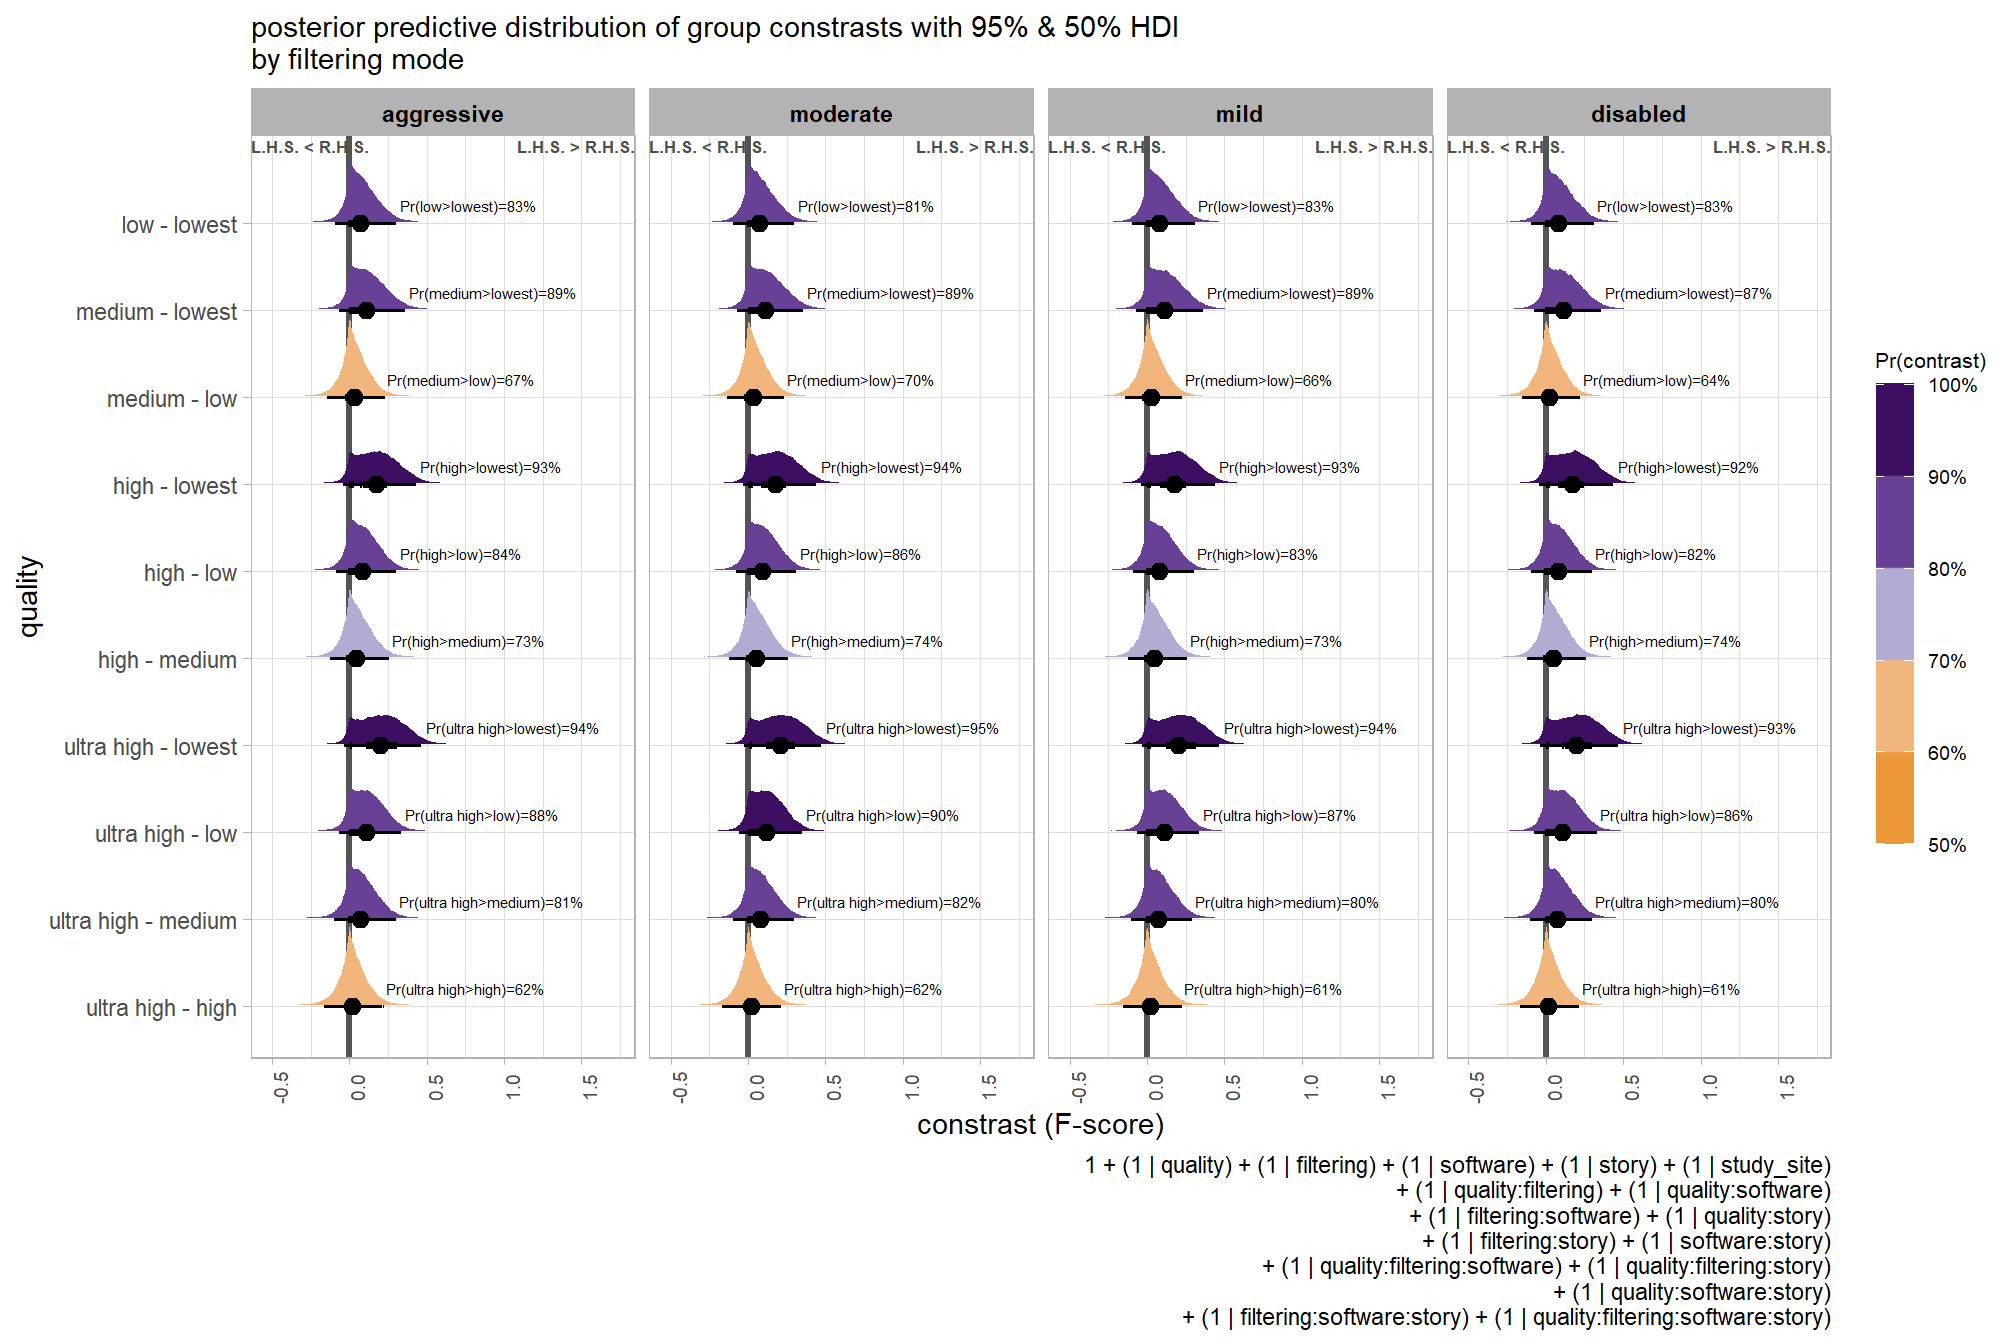 posterior predictive distribution of group constrasts with 95% & 50% HDI
by filtering mode
aggressive
moderate
mild
disabled
L.H.S. < R.H.S. L.H.S. > R.H.S.
L.H.S. < R.H.S. L.H.S. > R.H.S.
L.H.S. < R.H.S. L.H.S. > R.H.S.
L.H.S. < R.H.S. L.H.S. > R.H.S.
quality
low - lowest
Pr(low>lowest)=83%
Pr(low>lowest)=81%
Pr(low>lowest)=83%
Pr(low>lowest)=83%
medium - lowest
Pr(medium>lowest)=89%
Pr(medium>lowest)=89%
Pr(medium>lowest)=89%
Pr(medium>lowest)=87%
medium - low
Pr(medium>low)=67%
Pr(medium>low)=70%
Pr(medium>low)=66%
Pr(medium>low)=64%
high - lowest
Pr(high>lowest)=93%
Pr(high>lowest)=94%
Pr(high>lowest)=93%
Pr(high>lowest)=92%
high - low
Pr(high>low)=84%
Pr(high>low)=86%
Pr(high>low)=83%
Pr(high>low)=82%
high - medium
Pr(high>medium)=73%
Pr(high>medium)=74%
Pr(high>medium)=73%
Pr(high>medium)=74%
ultra high - lowest
Pr(ultra high>lowest)=94%
Pr(ultra high>lowest)=95%
Pr(ultra high>lowest)=94%
Pr(ultra high>lowest)=93%
ultra high - low
Pr(ultra high>low)=88%
Pr(ultra high>low)=90%
Pr(ultra high>low)=87%
Pr(ultra high>low)=86%
ultra high - medium
Pr(ultra high>medium)=81%
Pr(ultra high>medium)=82%
Pr(ultra high>medium)=80%
Pr(ultra high>medium)=80%
ultra high - high
Pr(ultra high>high)=62%
Pr(ultra high>high)=62%
Pr(ultra high>high)=61%
Pr(ultra high>high)=61%
-0.5 0.0 0.5 1.0 1.5
-0.5 0.0 0.5 1.0 1.5
-0.5 0.0 0.5 1.0 1.5
-0.5 0.0 0.5 1.0 1.5
constrast (F-score)
Pr(contrast)
100%
90%
80%
70%
60%
50%
1 + (1 | quality) + (1 | filtering) + (1 | software) + (1 | story) + (1 | study_site)
+ (1 | quality:filtering) + (1 | quality:software)
+ (1 | filtering:software) + (1 | quality:story)
+ (1 | filtering:story) + (1 | software:story)
+ (1 | quality:filtering:software) + (1 | quality:filtering:story)
+ (1 | quality:software:story)
+ (1 | filtering:software:story) + (1 | quality:filtering:software:story)